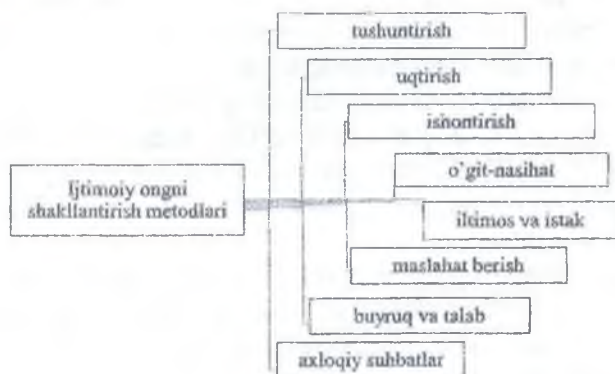 tushuntirish
uqtirish
ishontirish
o`git-nasihat
Ijtimoiy ongni
shakllantirish metodlari
iltimos va istak
maslahat berish
buyruq va talab
axloqiy suhbatlar